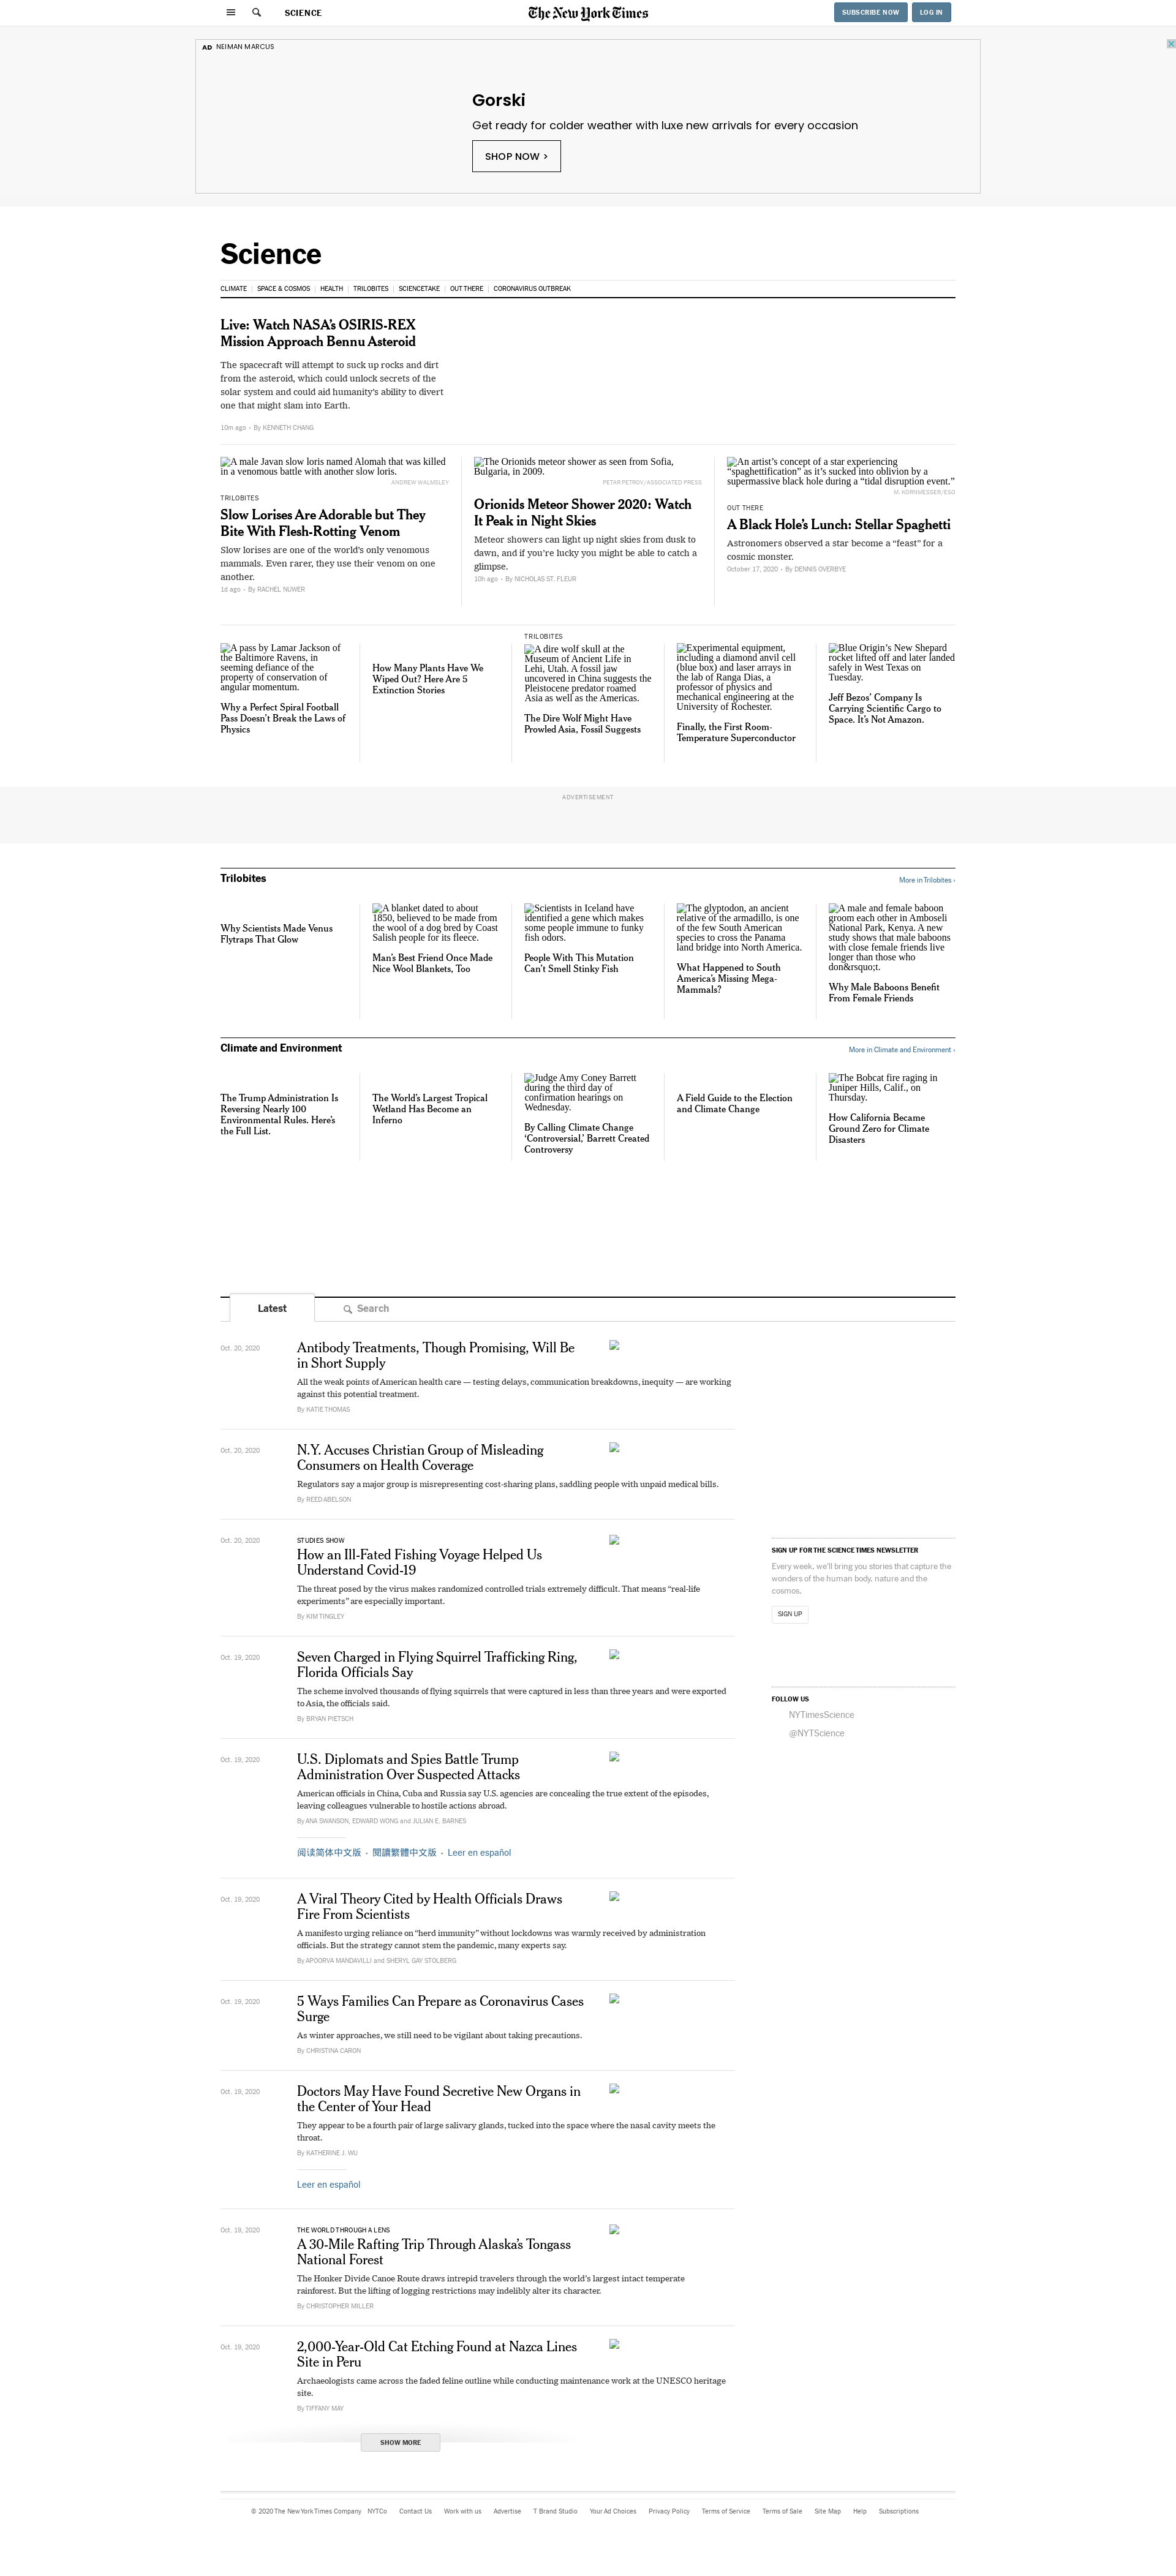 SCIENCE
The New York Times
SUBSCRIBE NOW
LOG IN
AD NEIMAN MARCUS
Gorski
Get ready for colder weather with luxe new arrivals for every occasion
SHOP NOW >
Science
CLIMATE | SPACE & COSMOS | HEALTH | TRILOBITES | SCIENCETAKE | OUT THERE | CORONAVIRUS OUTBREAK
Live: Watch NASA’s OSIRIS-REX
Mission Approach Bennu Asteroid
The spacecraft will attempt to suck up rocks and dirt
from the asteroid, which could unlock secrets of the
solar system and could aid humanity’s ability to divert
one that might slam into Earth.
10m ago • By KENNETH CHANG
A male Javan slow loris named Alomah that was killed
in a venomous battle with another slow loris.
ANDREW WALMSLEY
TRILOBITES
Slow Lorises Are Adorable but They
Bite With Flesh-Rotting Venom
Slow lorises are one of the world’s only venomous
mammals. Even rarer, they use their venom on one
another.
1d ago • By RACHEL NUWER
The Orionids meteor shower as seen from Sofia,
Bulgaria, in 2009.
PETAR PETROV/ASSOCIATED PRESS
Orionids Meteor Shower 2020: Watch
It Peak in Night Skies
Meteor showers can light up night skies from dusk to
dawn, and if you’re lucky you might be able to catch a
glimpse.
10h ago • By NICHOLAS ST. FLEUR
An artist’s concept of a star experiencing
“spaghettification” as it’s sucked into oblivion by a
supermassive black hole during a “tidal disruption event.”
M. KORNMESSER/ESO
OUT THERE
A Black Hole’s Lunch: Stellar Spaghetti
Astronomers observed a star become a “feast” for a
cosmic monster.
October 17, 2020 • By DENNIS OVERBYE
A pass by Lamar Jackson of
the Baltimore Ravens, in
seeming defiance of the
property of conservation of
angular momentum.
Why a Perfect Spiral Football
Pass Doesn’t Break the Laws of
Physics
How Many Plants Have We
Wiped Out? Here Are 5
Extinction Stories
TRILOBITES
A dire wolf skull at the
Museum of Ancient Life in
Lehi, Utah. A fossil jaw
uncovered in China suggests the
Pleistocene predator roamed
Asia as well as the Americas.
The Dire Wolf Might Have
Prowled Asia, Fossil Suggests
Experimental equipment,
including a diamond anvil cell
(blue box) and laser arrays in
the lab of Ranga Dias, a
professor of physics and
mechanical engineering at the
University of Rochester.
Finally, the First Room-
Temperature Superconductor
Blue Origin’s New Shepard
rocket lifted off and later landed
safely in West Texas on
Tuesday.
Jeff Bezos’ Company Is
Carrying Scientific Cargo to
Space. It’s Not Amazon.
ADVERTISEMENT
Trilobites
More in Trilobites ›
Why Scientists Made Venus
Flytraps That Glow
A blanket dated to about
1850, believed to be made from
the wool of a dog bred by Coast
Salish people for its fleece.
Man’s Best Friend Once Made
Nice Wool Blankets, Too
Scientists in Iceland have
identified a gene which makes
some people immune to funky
fish odors.
People With This Mutation
Can’t Smell Stinky Fish
The glyptodon, an ancient
relative of the armadillo, is one
of the few South American
species to cross the Panama
land bridge into North America.
What Happened to South
America’s Missing Mega-
Mammals?
A male and female baboon
groom each other in Amboseli
National Park, Kenya. A new
study shows that male baboons
with close female friends live
longer than those who
don&rsquo;t.
Why Male Baboons Benefit
From Female Friends
Climate and Environment
More in Climate and Environment ›
The Trump Administration Is
Reversing Nearly 100
Environmental Rules. Here’s
the Full List.
The World’s Largest Tropical
Wetland Has Become an
Inferno
Judge Amy Coney Barrett
during the third day of
confirmation hearings on
Wednesday.
By Calling Climate Change
‘Controversial,’ Barrett Created
Controversy
A Field Guide to the Election
and Climate Change
The Bobcat fire raging in
Juniper Hills, Calif., on
Thursday.
How California Became
Ground Zero for Climate
Disasters
Latest
Search
Oct. 20, 2020
Antibody Treatments, Though Promising, Will Be
in Short Supply
All the weak points of American health care — testing delays, communication breakdowns, inequity — are working
against this potential treatment.
By KATIE THOMAS
Oct. 20, 2020
N.Y. Accuses Christian Group of Misleading
Consumers on Health Coverage
Regulators say a major group is misrepresenting cost-sharing plans, saddling people with unpaid medical bills.
By REED ABELSON
Oct. 20, 2020
STUDIES SHOW
How an Ill-Fated Fishing Voyage Helped Us
Understand Covid-19
The threat posed by the virus makes randomized controlled trials extremely difficult. That means “real-life
experiments” are especially important.
By KIM TINGLEY
Oct. 19, 2020
Seven Charged in Flying Squirrel Trafficking Ring,
Florida Officials Say
The scheme involved thousands of flying squirrels that were captured in less than three years and were exported
to Asia, the officials said.
By BRYAN PIETSCH
Oct. 19, 2020
U.S. Diplomats and Spies Battle Trump
Administration Over Suspected Attacks
American officials in China, Cuba and Russia say U.S. agencies are concealing the true extent of the episodes,
leaving colleagues vulnerable to hostile actions abroad.
By ANA SWANSON, EDWARD WONG and JULIAN E. BARNES
阅读简体中文版 • 閱讀繁體中文版 • Leer en español
Oct. 19, 2020
A Viral Theory Cited by Health Officials Draws
Fire From Scientists
A manifesto urging reliance on “herd immunity” without lockdowns was warmly received by administration
officials. But the strategy cannot stem the pandemic, many experts say.
By APOORVA MANDAVILLI and SHERYL GAY STOLBERG
Oct. 19, 2020
5 Ways Families Can Prepare as Coronavirus Cases
Surge
As winter approaches, we still need to be vigilant about taking precautions.
By CHRISTINA CARON
Oct. 19, 2020
Doctors May Have Found Secretive New Organs in
the Center of Your Head
They appear to be a fourth pair of large salivary glands, tucked into the space where the nasal cavity meets the
throat.
By KATHERINE J. WU
Leer en español
Oct. 19, 2020
THE WORLD THROUGH A LENS
A 30-Mile Rafting Trip Through Alaska’s Tongass
National Forest
The Honker Divide Canoe Route draws intrepid travelers through the world’s largest intact temperate
rainforest. But the lifting of logging restrictions may indelibly alter its character.
By CHRISTOPHER MILLER
Oct. 19, 2020
2,000-Year-Old Cat Etching Found at Nazca Lines
Site in Peru
Archaeologists came across the faded feline outline while conducting maintenance work at the UNESCO heritage
site.
By TIFFANY MAY
SHOW MORE
SIGN UP FOR THE SCIENCE TIMES NEWSLETTER
Every week, we’ll bring you stories that capture the
wonders of the human body, nature and the
cosmos.
SIGN UP
FOLLOW US
NYTimesScience
@NYTScience
© 2020 The New York Times Company NYTCo Contact Us Work with us Advertise T Brand Studio Your Ad Choices Privacy Policy Terms of Service Terms of Sale Site Map Help Subscriptions